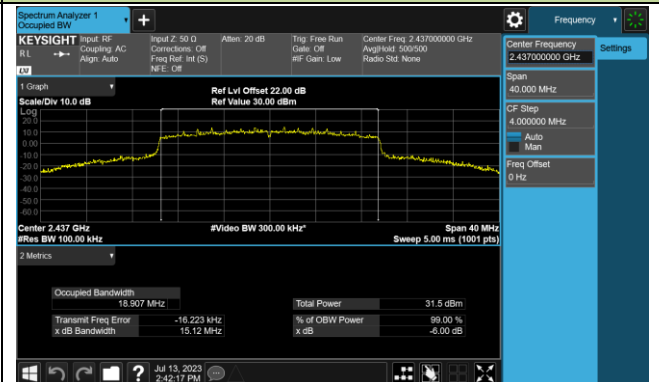 Spectrum Analyzer 1
Occupied BW
+
Frequency
KEYSIGHT
RL
LXI
Input: RF
Coupling: AC
Align: Auto
Input Z: 50 Ω
Corrections: Off
Freq Ref: Int (S)
NFE: Off
Atten: 20 dB
Trig: Free Run
Gate: Off
#IF Gain: Low
Center Freq: 2.437000000 GHz
Avg|Hold: 500/500
Radio Std: None
Center Frequency
2.437000000 GHz
Settings
Span
40.000 MHz
CF Step
4.000000 MHz
Auto
Man
Freq Offset
0 Hz
1 Graph
Scale/Div 10.0 dB
Ref Lvl Offset 22.00 dB
Ref Value 30.00 dBm
Log
20.0
10.0
0.00
-10.0
-20.0
-30.0
-40.0
-50.0
-60.0
Center 2.437 GHz
#Res BW 100.00 kHz
#Video BW 300.00 kHz*
Span 40 MHz
Sweep 5.00 ms (1001 pts)
2 Metrics
Occupied Bandwidth
18.907 MHz
Total Power 31.5 dBm
Transmit Freq Error -16.223 kHz
% of OBW Power 99.00 %
x dB Bandwidth 15.12 MHz
x dB -6.00 dB
?
Jul 13, 2023
2:42:17 PM